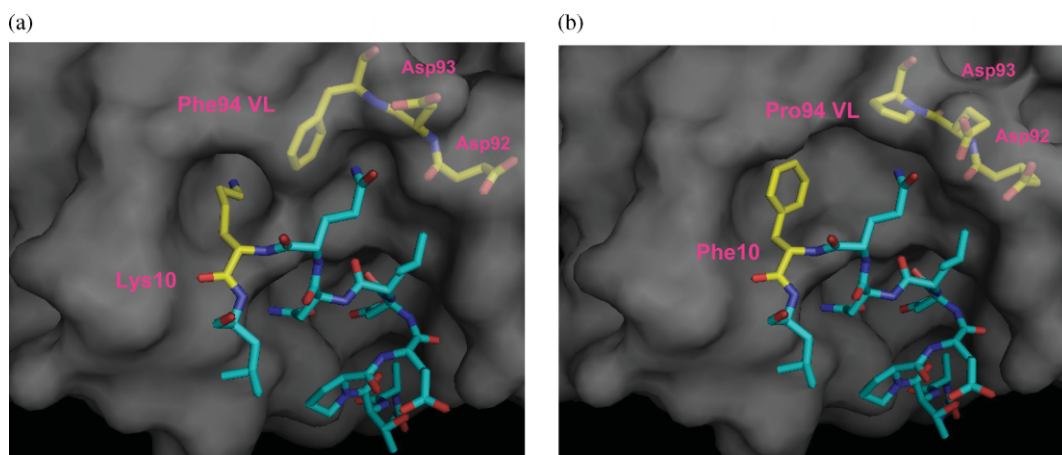 (a)
Asp93
Phe94 VL
Asp92
Lys10
(b)
Asp93
Pro94 VL
Asp92
Phe10